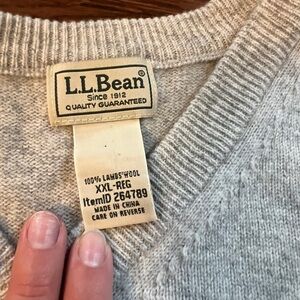 L.L.Bean®
Since 1912
QUALITY GUARANTEED
100% LAMBS' WOOL
XXL-REG
ItemID 264789
MADE IN CHINA
CARE ON REVERSE